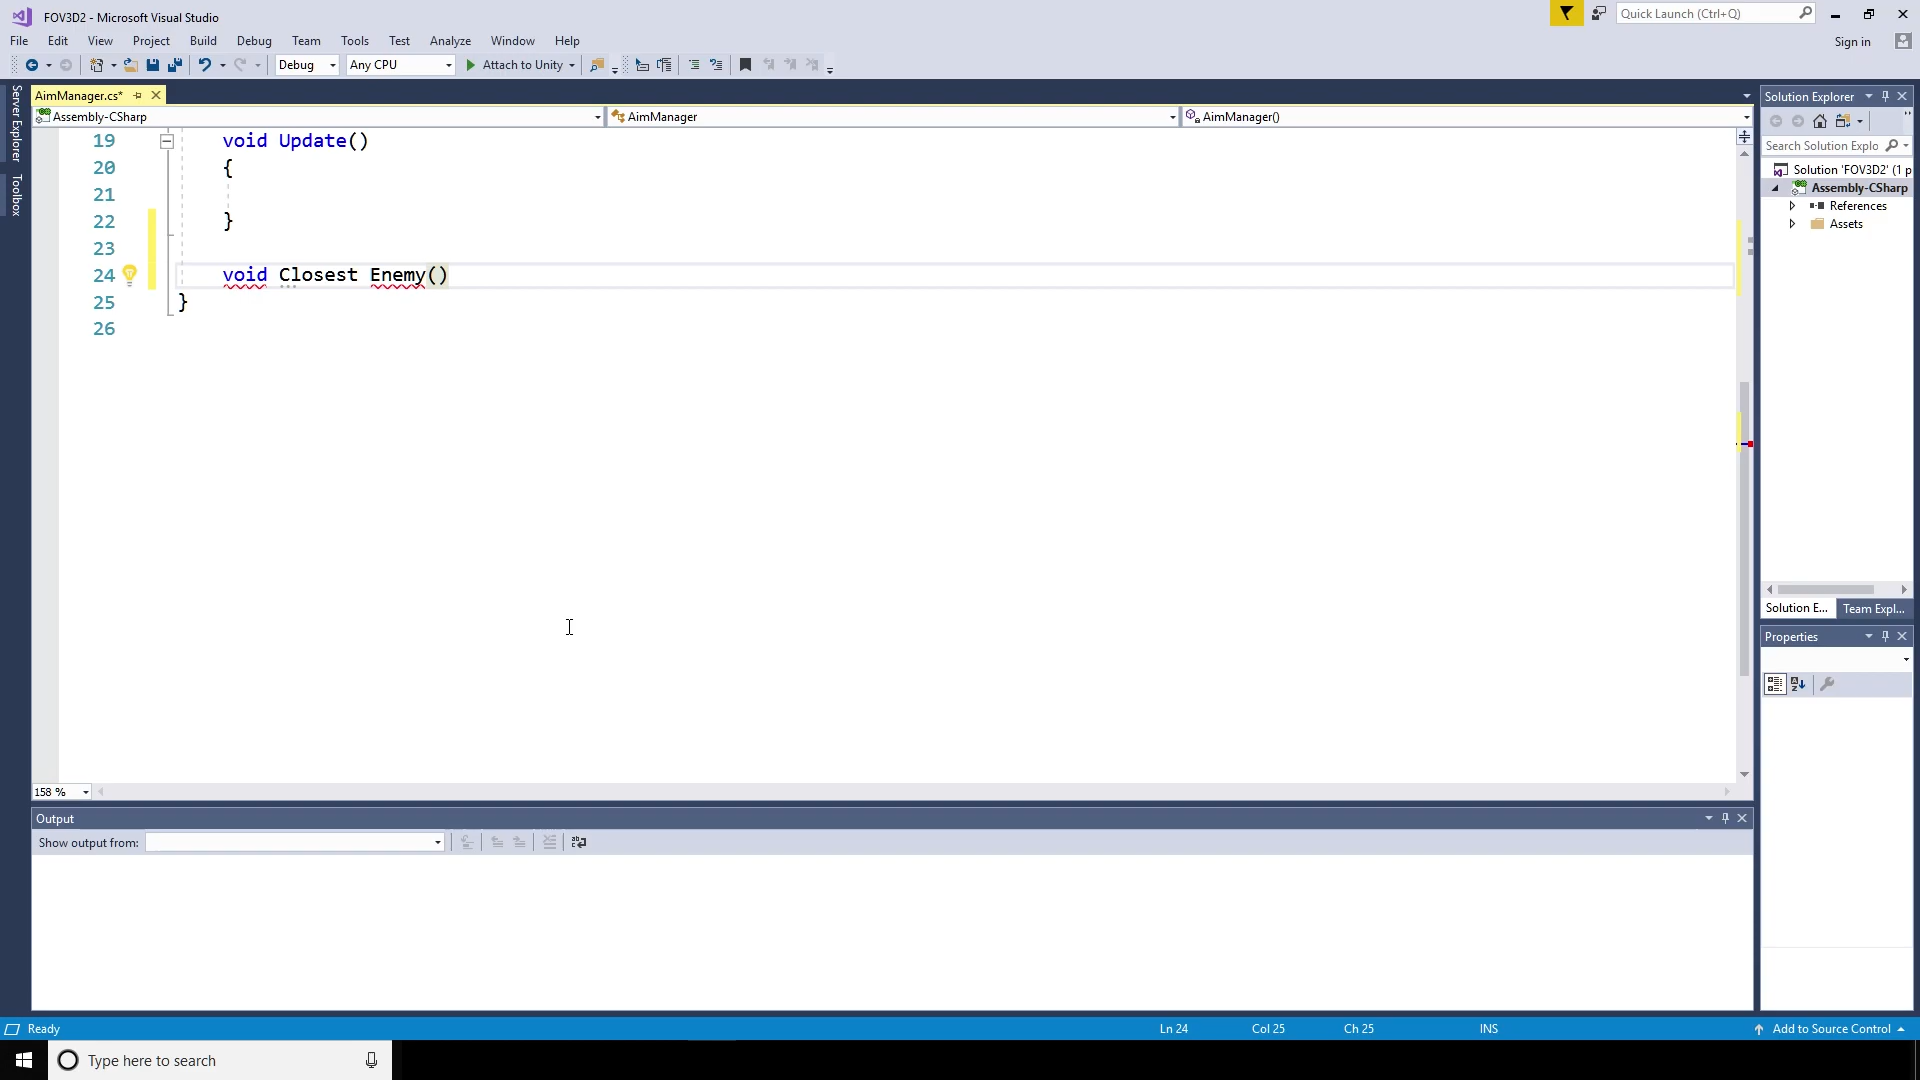 FOV3D2 - Microsoft Visual Studio
Quick Launch (Ctrl+Q)
File Edit View Project Build Debug Team Tools Test Analyze Window Help
Sign in
Debug Any CPU Attach to Unity
Server Explorer
Toolbox
AimManager.cs*
Assembly-CSharp AimManager AimManager()
19 void Update()
20 {
21
22 }
23
24 void Closest Enemy()
25 }
26
158 %
Output
Show output from:
Solution Explorer
Search Solution Explo
Solution 'FOV3D2' (1 p
Assembly-CSharp
References
Assets
Solution E... Team Expl...
Properties
Ready Ln 24 Col 25 Ch 25 INS Add to Source Control
Type here to search